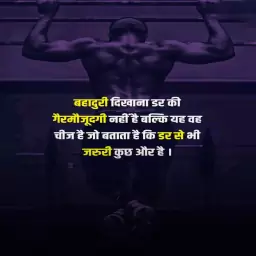 बहादुरी दिखाना डर की
गैरमौजूदगी नहीं है बल्कि यह वह
चीज है जो बताता है कि डर से भी
जरुरी कुछ और है ।